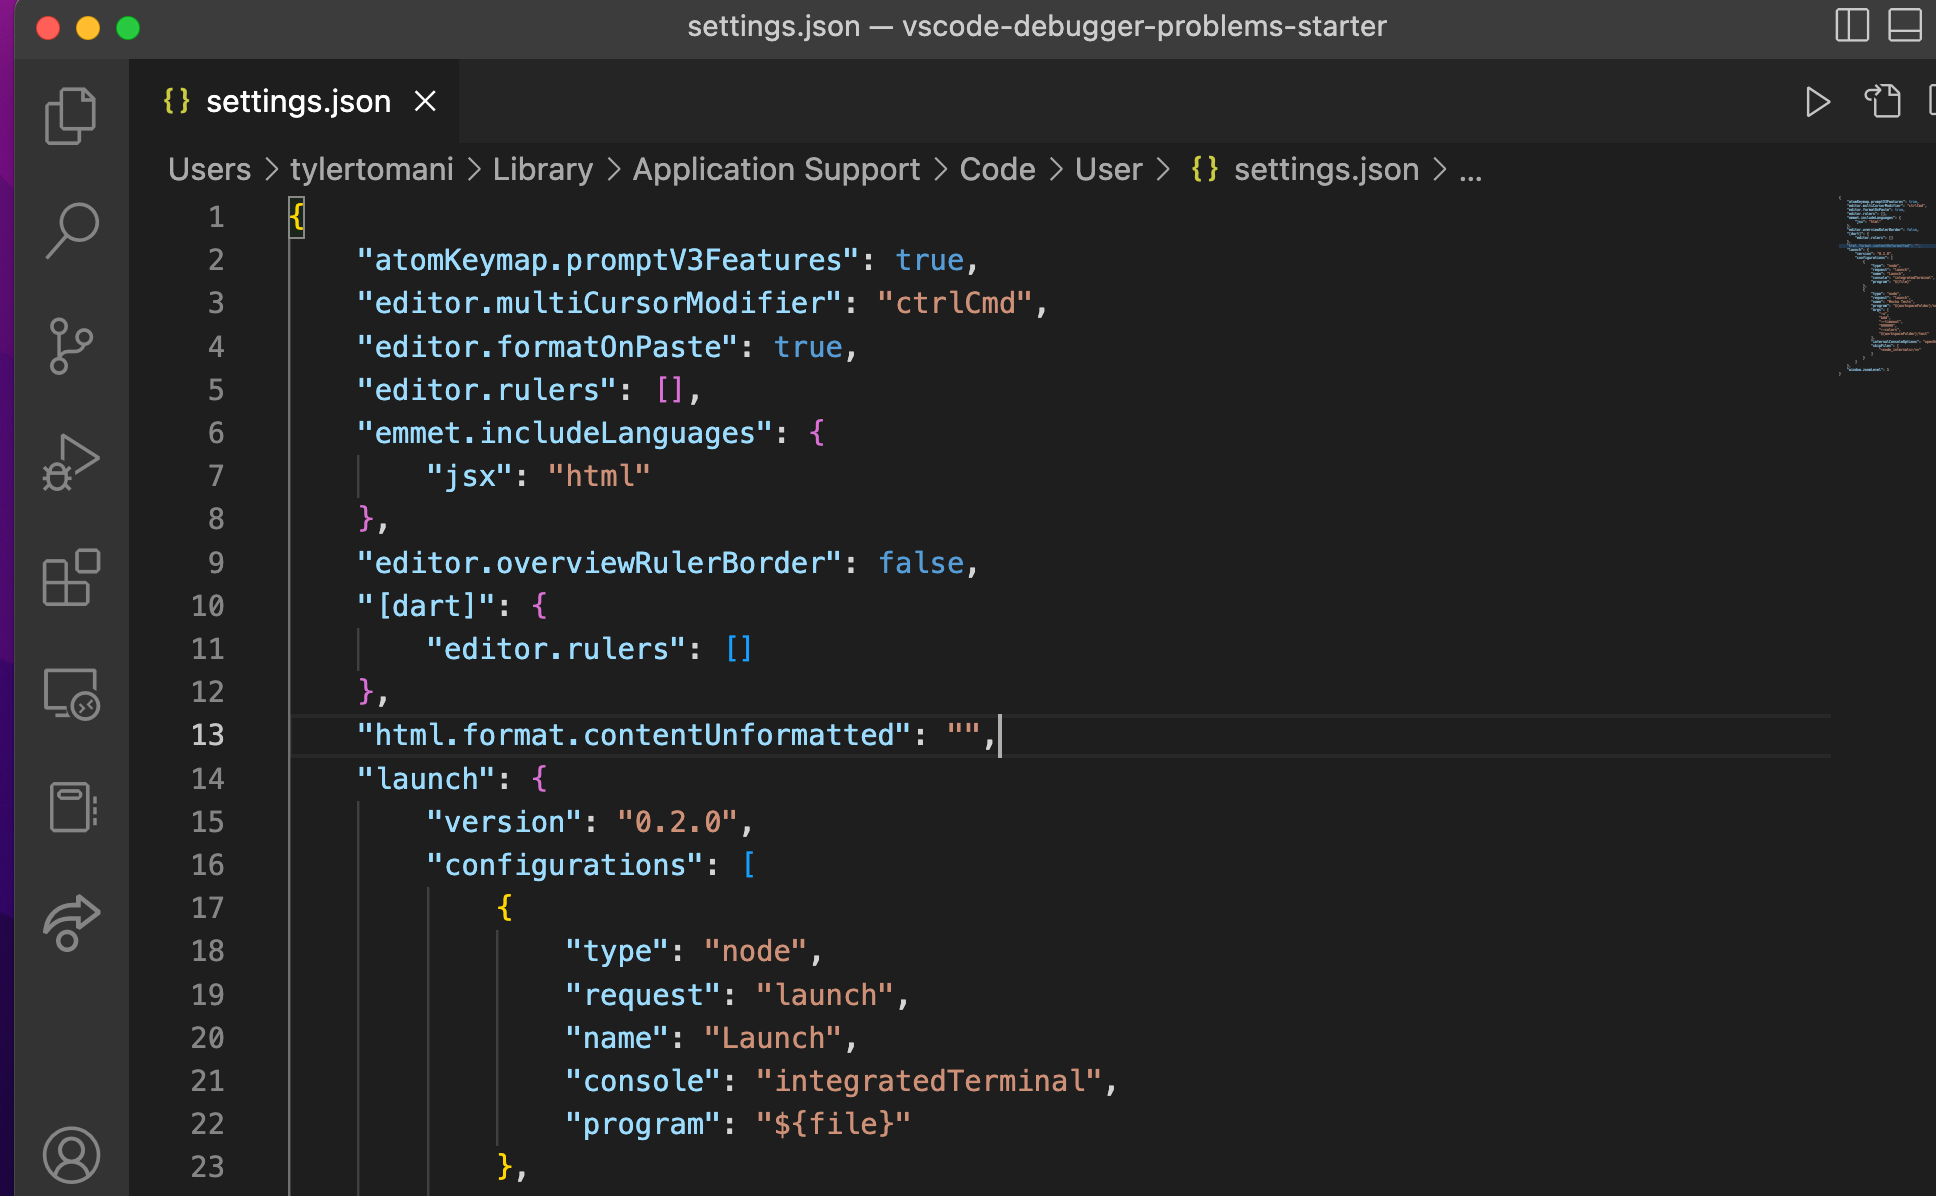 settings.json — vscode-debugger-problems-starter
{} settings.json ×
Users > tylertomani > Library > Application Support > Code > User > {} settings.json > ...
1 {
2 "atomKeymap.promptV3Features": true,
3 "editor.multiCursorModifier": "ctrlCmd",
4 "editor.formatOnPaste": true,
5 "editor.rulers": [],
6 "emmet.includeLanguages": {
7 "jsx": "html"
8 },
9 "editor.overviewRulerBorder": false,
10 "[dart]": {
11 "editor.rulers": []
12 },
13 "html.format.contentUnformatted": "",
14 "launch": {
15 "version": "0.2.0",
16 "configurations": [
17 {
18 "type": "node",
19 "request": "launch",
20 "name": "Launch",
21 "console": "integratedTerminal",
22 "program": "${file}"
23 },